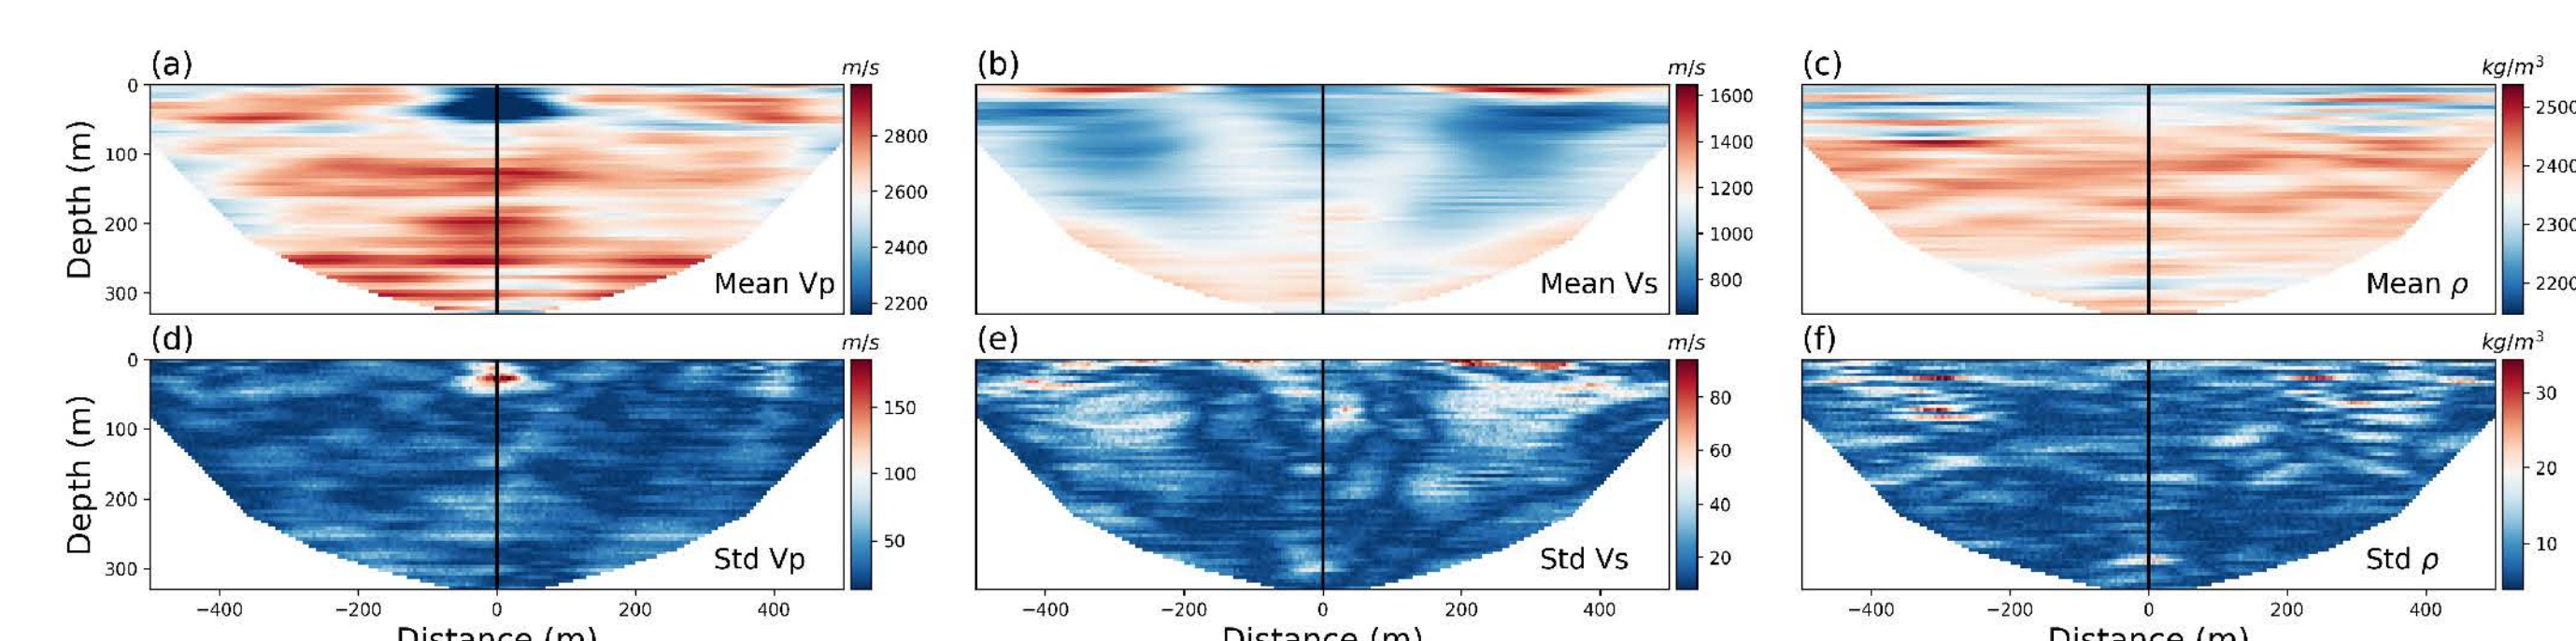 (a) m/s (b) m/s (c) kg/m³
0 100 200 300 Depth (m) 2800 2600 2400 2200 Mean Vp
1600 1400 1200 1000 800 Mean Vs
2500 2400 2300 2200 Mean ρ
(d) m/s (e) m/s (f) kg/m³
0 100 200 300 Depth (m) 150 100 50 Std Vp
80 60 40 20 Std Vs
30 20 10 Std ρ
−400 −200 0 200 400 −400 −200 0 200 400 −400 −200 0 200 400
Distance (m) Distance (m) Distance (m)